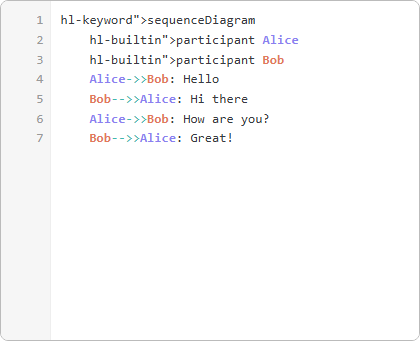 1 hl-keyword">sequenceDiagram
2 hl-builtin">participant Alice
3 hl-builtin">participant Bob
4 Alice->>Bob: Hello
5 Bob-->>Alice: Hi there
6 Alice->>Bob: How are you?
7 Bob-->>Alice: Great!